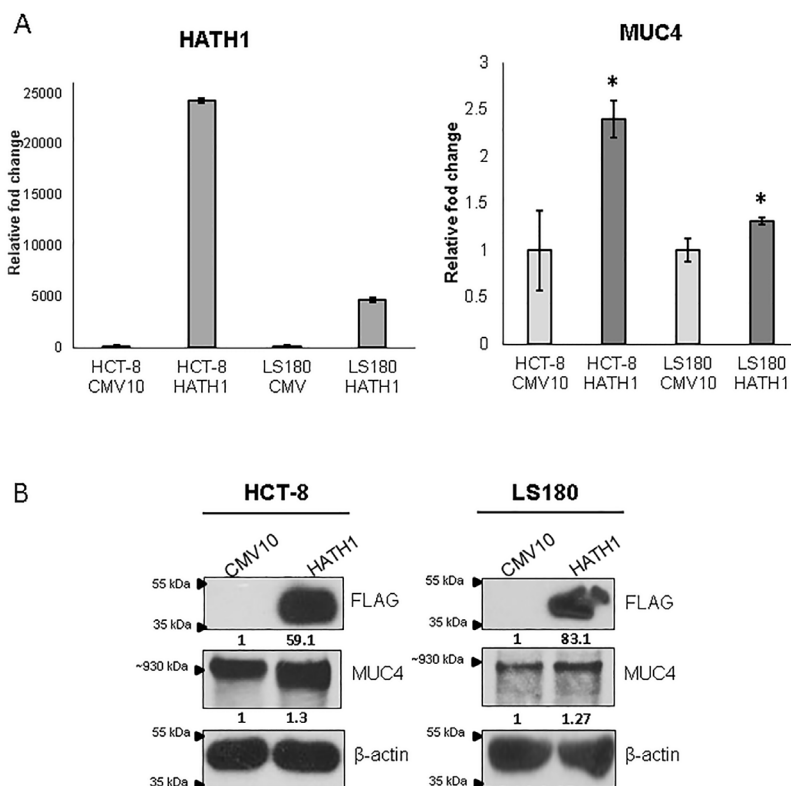 A
HATH1
Relative fod change
25000
20000
15000
10000
5000
0
HCT-8
CMV10
HCT-8
HATH1
LS180
CMV
LS180
HATH1
MUC4
Relative fod change
3
2.5
2
1.5
1
0.5
0
*
*
HCT-8
CMV10
HCT-8
HATH1
LS180
CMV10
LS180
HATH1
B
HCT-8
CMV10
HATH1
55 kDa
35 kDa
FLAG
1 59.1
~930 kDa
MUC4
1 1.3
55 kDa
β-actin
35 kDa
LS180
CMV10
HATH1
55 kDa
35 kDa
FLAG
1 83.1
~930 kDa
MUC4
1 1.27
55 kDa
β-actin
35 kDa